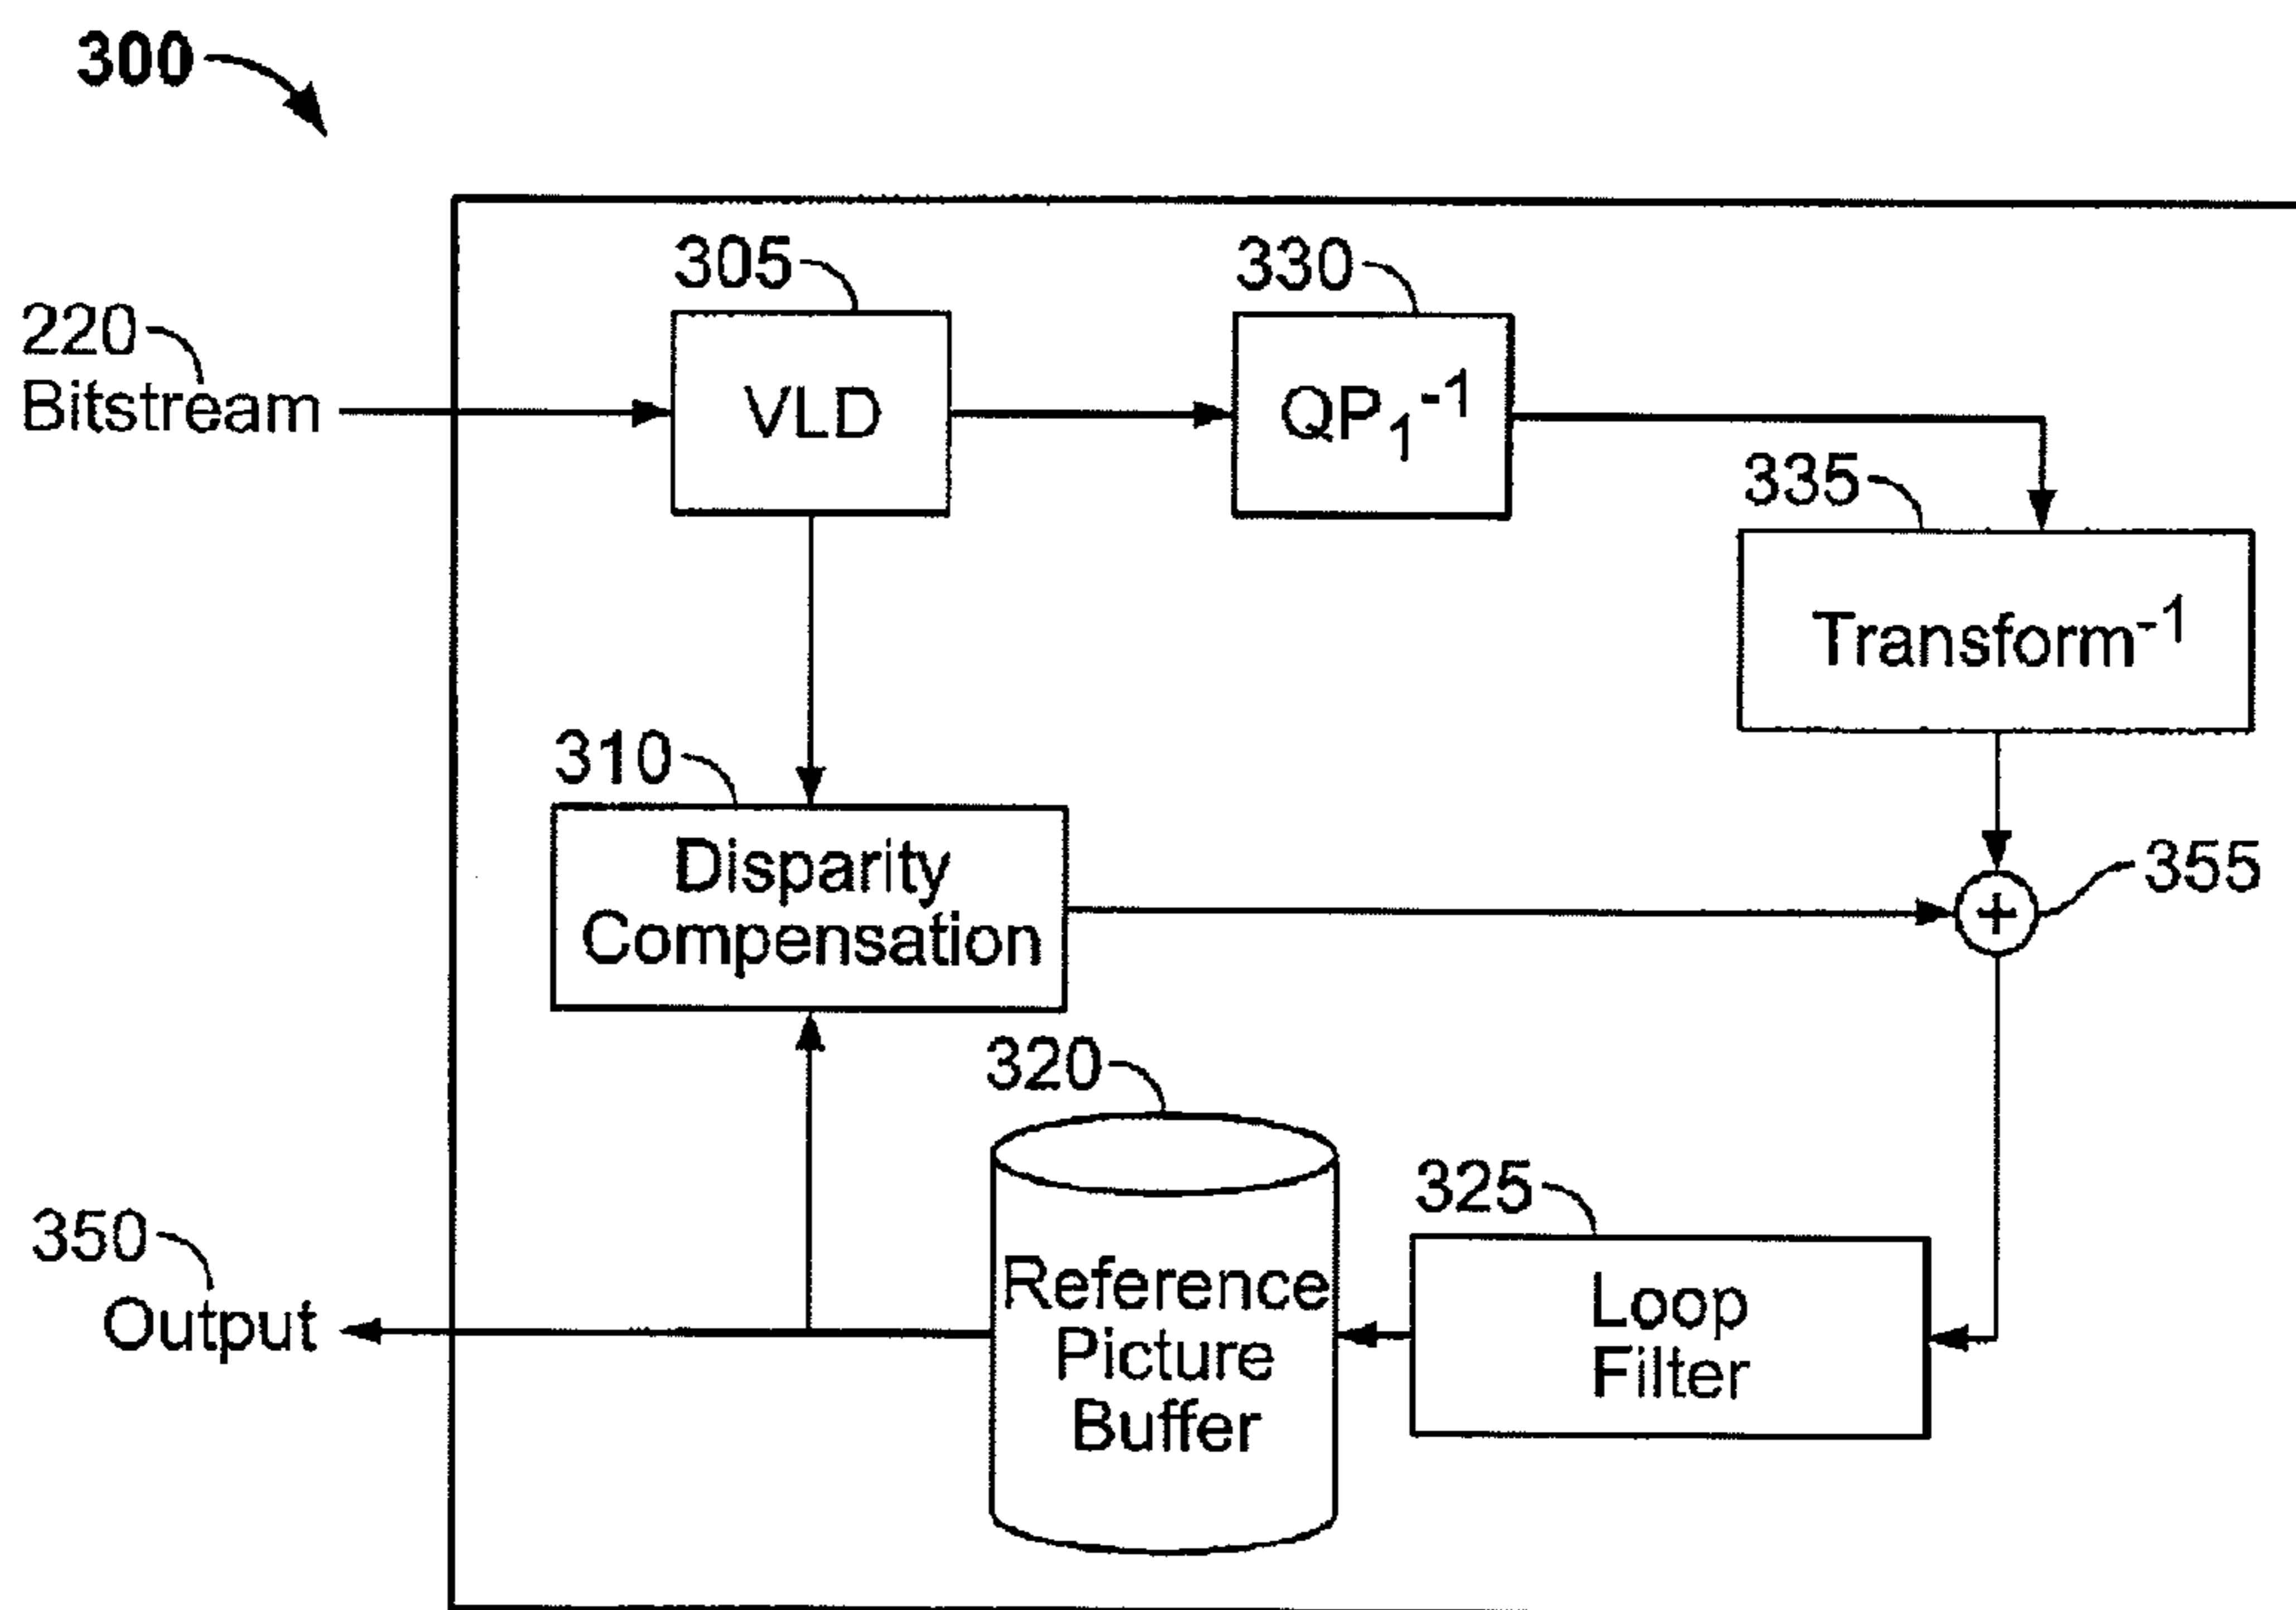 300
305
330
220
Bitstream
VLD
QP₁⁻¹
335
Transform⁻¹
310
Disparity
Compensation
+
355
320
325
350
Output
Reference
Picture
Buffer
Loop
Filter